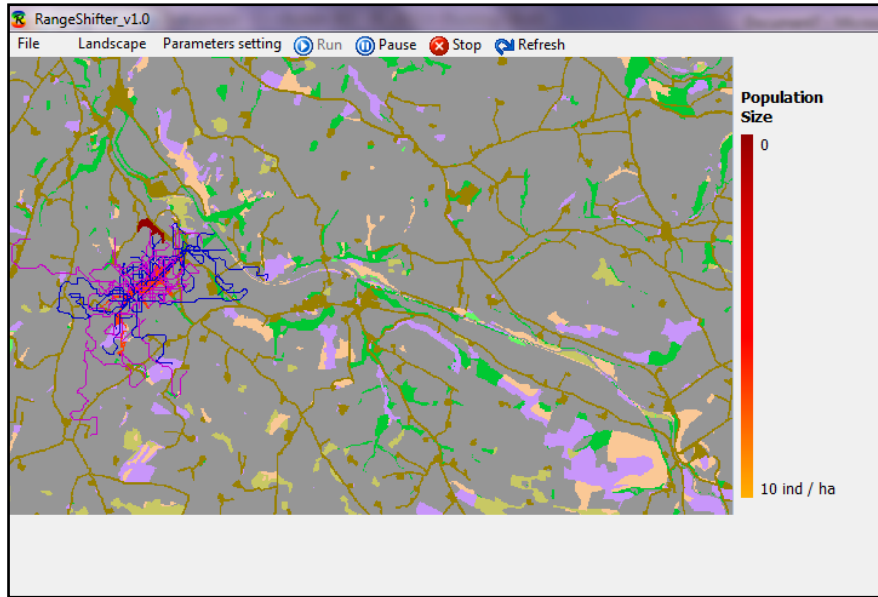 RangeShifter_v1.0
File Landscape Parameters setting Run Pause Stop Refresh
Population
Size
0
10 ind / ha